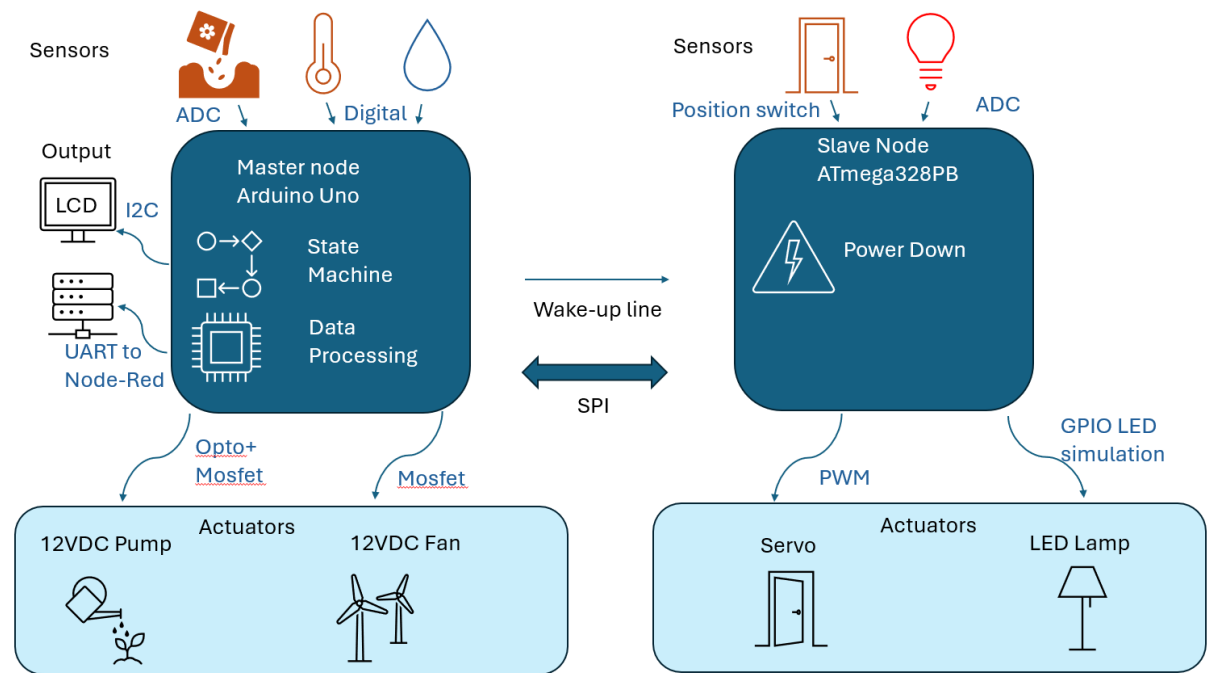 Sensors
ADC
Digital
Output
LCD
I2C
UART to
Node-Red
Master node
Arduino Uno
State
Machine
Data
Processing
Wake-up line
SPI
Sensors
Position switch
ADC
Slave Node
ATmega328PB
Power Down
Opto+
Mosfet
Mosfet
PWM
GPIO LED
simulation
Actuators
12VDC Pump
12VDC Fan
Actuators
Servo
LED Lamp